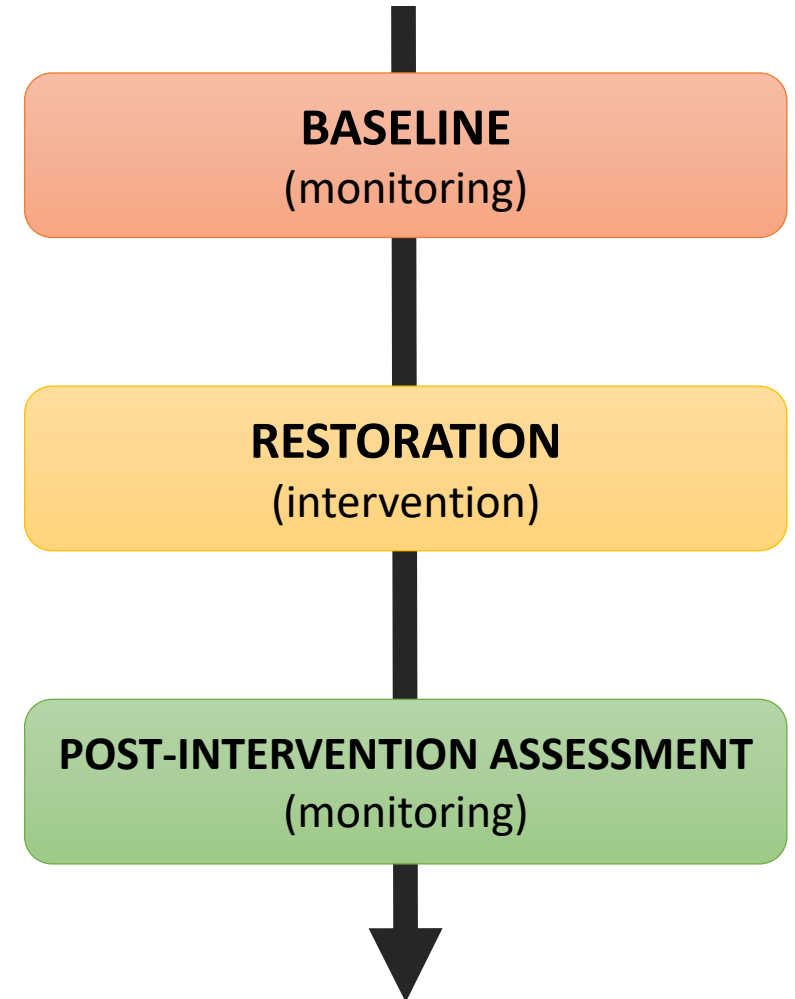 BASELINE
(monitoring)
RESTORATION
(intervention)
POST-INTERVENTION ASSESSMENT
(monitoring)